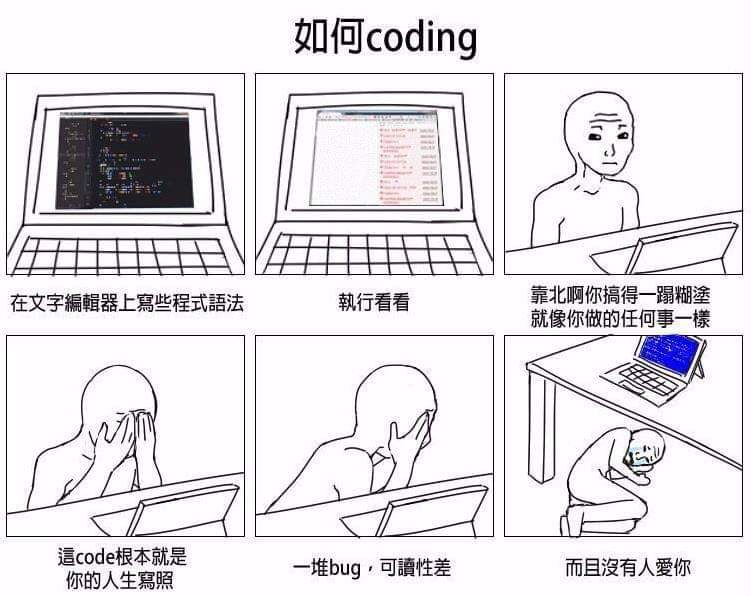 如何coding
在文字編輯器上寫些程式語法
執行看看
靠北啊你搞得一蹋糊塗
就像你做的任何事一樣
這code根本就是
你的人生寫照
一堆bug，可讀性差
而且沒有人愛你